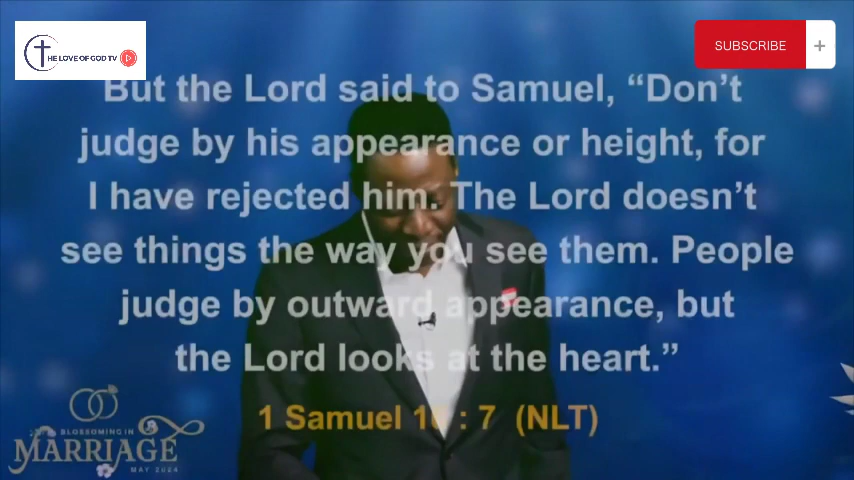 THE LOVE OF GOD TV
SUBSCRIBE +
But the Lord said to Samuel, “Don’t
judge by his appearance or height, for
I have rejected him. The Lord doesn’t
see things the way you see them. People
judge by outward appearance, but
the Lord looks at the heart.”
1 Samuel 16 : 7 (NLT)
BLOSSOMING IN
MARRIAGE
MAY 2024